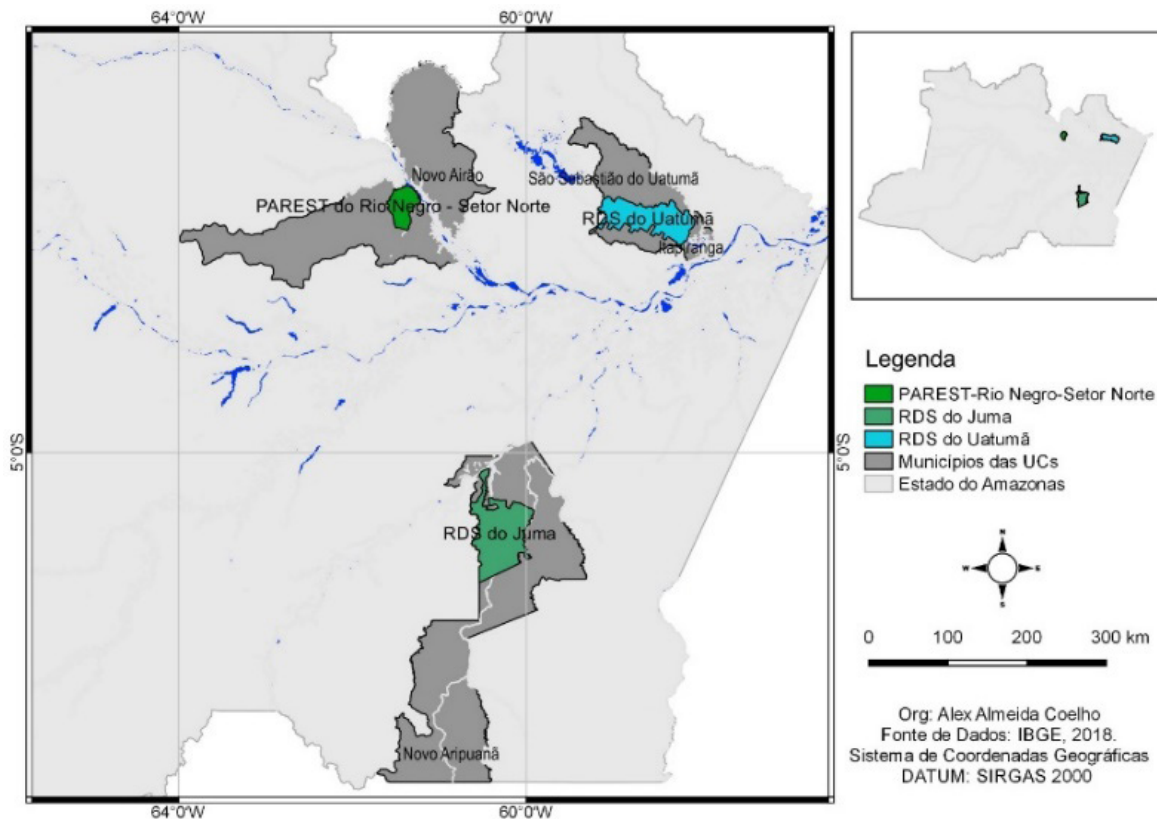 64°0'W
60°0'W
Novo Airão
PAREST do Rio Negro - Setor Norte
São Sebastião do Uatumã
RDS do Uatumã
Itapiranga
5°0'S
5°0'S
RDS do Juma
Novo Aripuanã
64°0'W
60°0'W
Legenda
PAREST-Rio Negro-Setor Norte
RDS do Juma
RDS do Uatumã
Municípios das UCs
Estado do Amazonas
N
W
E
S
0 100 200 300 km
Org: Alex Almeida Coelho
Fonte de Dados: IBGE, 2018.
Sistema de Coordenadas Geográficas
DATUM: SIRGAS 2000